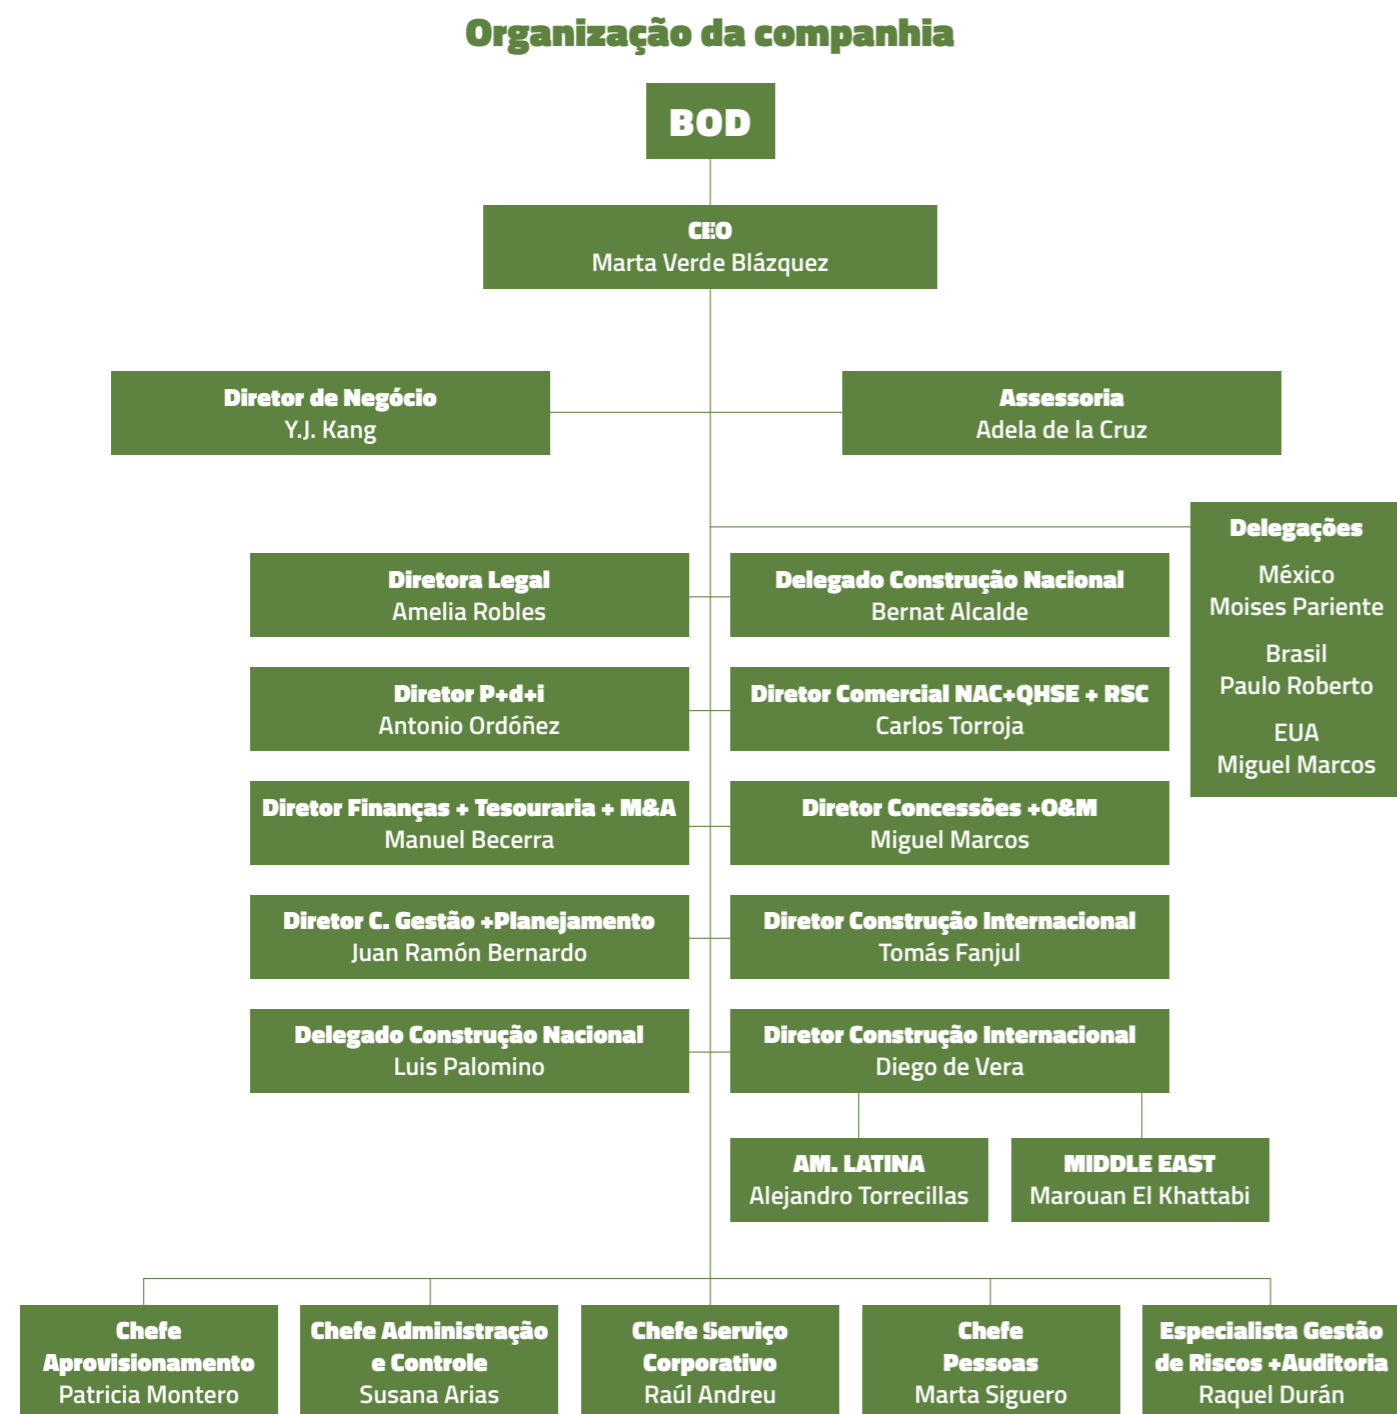 Organização da companhia
BOD
CEO
Marta Verde Blázquez
Diretor de Negócio
Y.J. Kang
Assessoria
Adela de la Cruz
Delegações
México
Moises Pariente
Brasil
Paulo Roberto
EUA
Miguel Marcos
Diretora Legal
Amelia Robles
Delegado Construção Nacional
Bernat Alcalde
Diretor P+d+i
Antonio Ordóñez
Diretor Comercial NAC+QHSE + RSC
Carlos Torroja
Diretor Finanças + Tesouraria + M&A
Manuel Becerra
Diretor Concessões +O&M
Miguel Marcos
Diretor C. Gestão +Planejamento
Juan Ramón Bernardo
Diretor Construção Internacional
Tomás Fanjul
Delegado Construção Nacional
Luis Palomino
Diretor Construção Internacional
Diego de Vera
AM. LATINA
Alejandro Torrecillas
MIDDLE EAST
Marouan El Khattabi
Chefe
Aprovisionamento
Patricia Montero
Chefe Administração
e Controle
Susana Arias
Chefe Serviço
Corporativo
Raúl Andreu
Chefe
Pessoas
Marta Siguero
Especialista Gestão
de Riscos +Auditoria
Raquel Durán